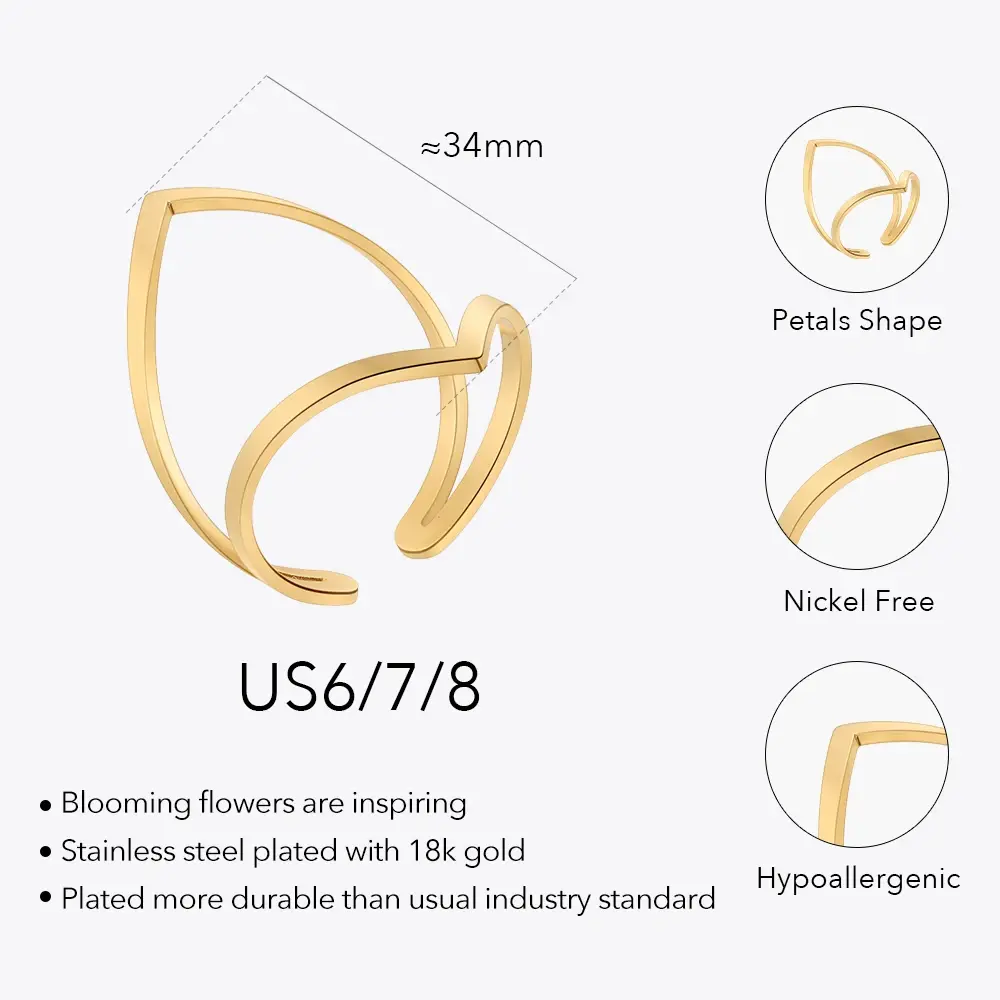 ≈34mm
Petals Shape
Nickel Free
US6/7/8
• Blooming flowers are inspiring
• Stainless steel plated with 18k gold
• Plated more durable than usual industry standard
Hypoallergenic